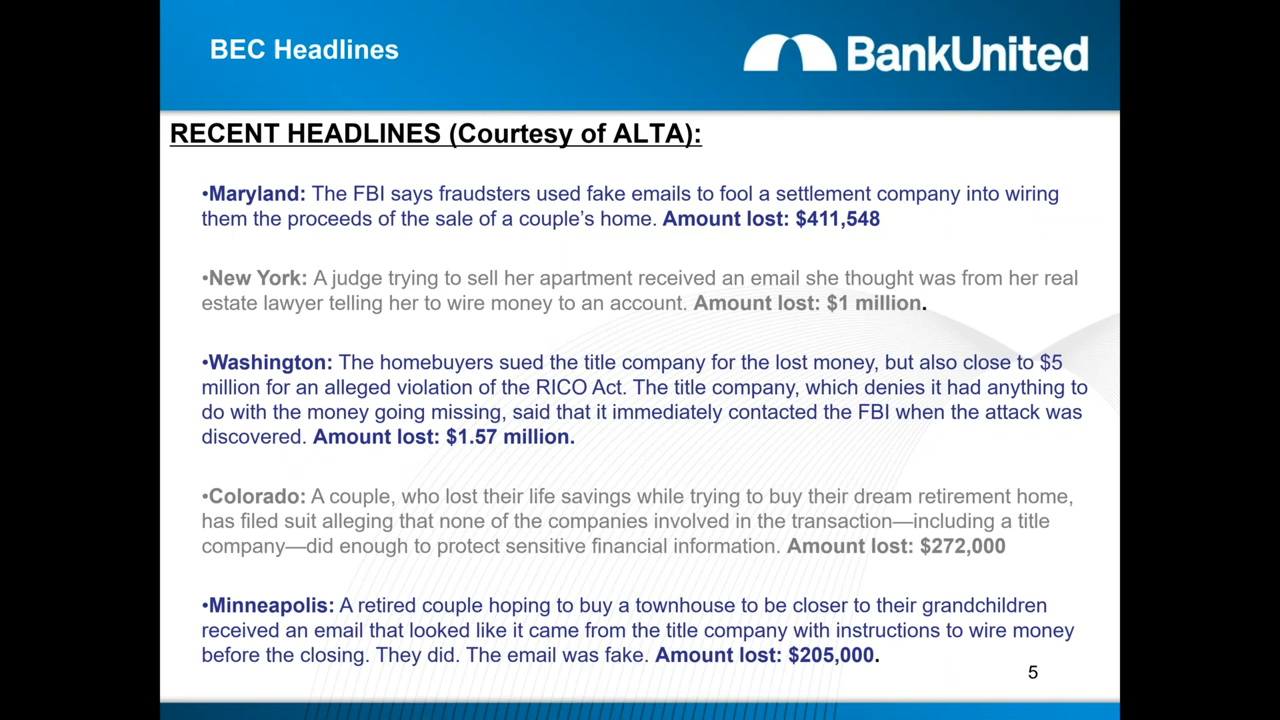 BEC Headlines
BankUnited
RECENT HEADLINES (Courtesy of ALTA):
•Maryland: The FBI says fraudsters used fake emails to fool a settlement company into wiring
them the proceeds of the sale of a couple’s home. Amount lost: $411,548
•New York: A judge trying to sell her apartment received an email she thought was from her real
estate lawyer telling her to wire money to an account. Amount lost: $1 million.
•Washington: The homebuyers sued the title company for the lost money, but also close to $5
million for an alleged violation of the RICO Act. The title company, which denies it had anything to
do with the money going missing, said that it immediately contacted the FBI when the attack was
discovered. Amount lost: $1.57 million.
•Colorado: A couple, who lost their life savings while trying to buy their dream retirement home,
has filed suit alleging that none of the companies involved in the transaction—including a title
company—did enough to protect sensitive financial information. Amount lost: $272,000
•Minneapolis: A retired couple hoping to buy a townhouse to be closer to their grandchildren
received an email that looked like it came from the title company with instructions to wire money
before the closing. They did. The email was fake. Amount lost: $205,000.
5